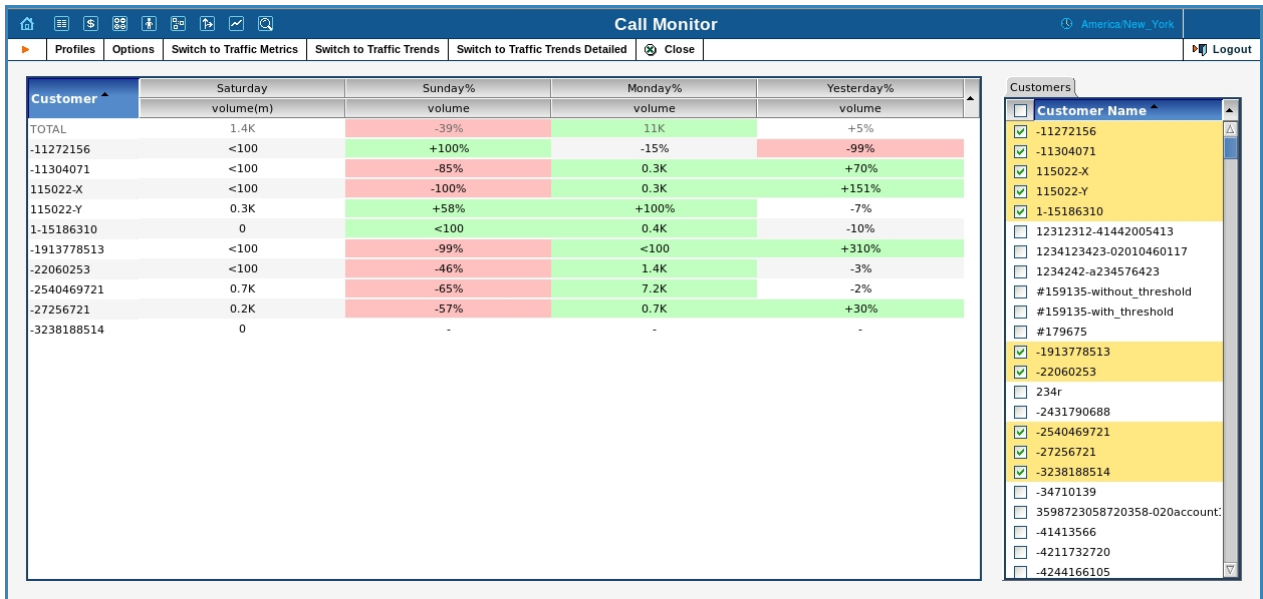 Call Monitor
America/New_York
Profiles Options Switch to Traffic Metrics Switch to Traffic Trends Switch to Traffic Trends Detailed Close Logout
Customer Saturday Sunday% Monday% Yesterday%
volume(m) volume volume volume
TOTAL 1.4K -39% 11K +5%
-11272156 <100 +100% -15% -99%
-11304071 <100 -85% 0.3K +70%
115022-X <100 -100% 0.3K +151%
115022-Y 0.3K +58% +100% -7%
1-15186310 0 <100 0.4K -10%
-1913778513 <100 -99% <100 +310%
-22060253 <100 -46% 1.4K -3%
-2540469721 0.7K -65% 7.2K -2%
-27256721 0.2K -57% 0.7K +30%
-3238188514 0 - - -
Customers
Customer Name
-11272156
-11304071
115022-X
115022-Y
1-15186310
12312312-41442005413
1234123423-02010460117
1234242-a234576423
#159135-without_threshold
#159135-with_threshold
#179675
-1913778513
-22060253
234r
-2431790688
-2540469721
-27256721
-3238188514
-34710139
3598723058720358-020account
-41413566
-4211732720
-4244166105